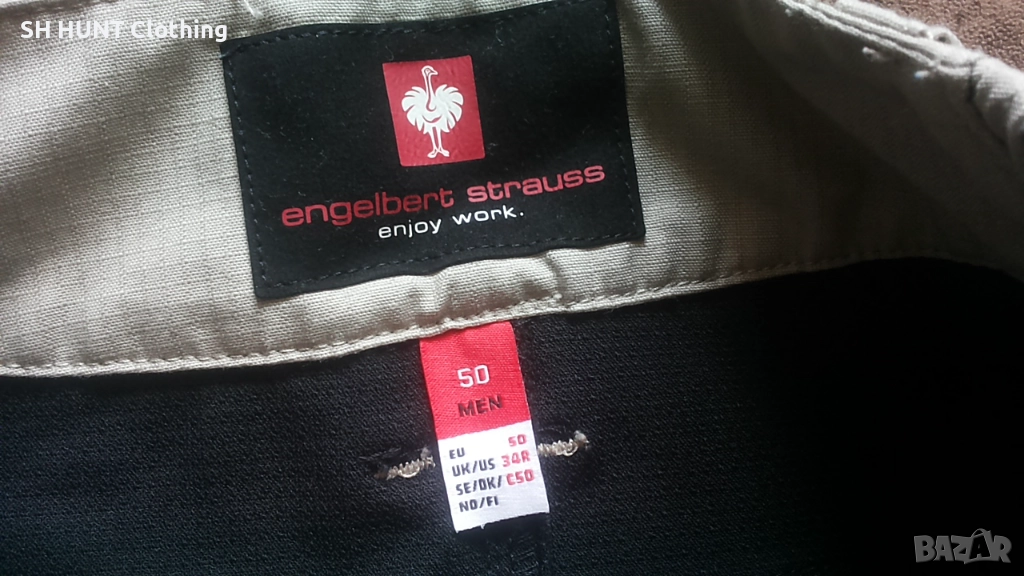 SH HUNT Clothing
engelbert strauss
enjoy work.
50
MEN
EU 50
UK/US 34R
SE/DK/ C50
NO/FI
BAZAR